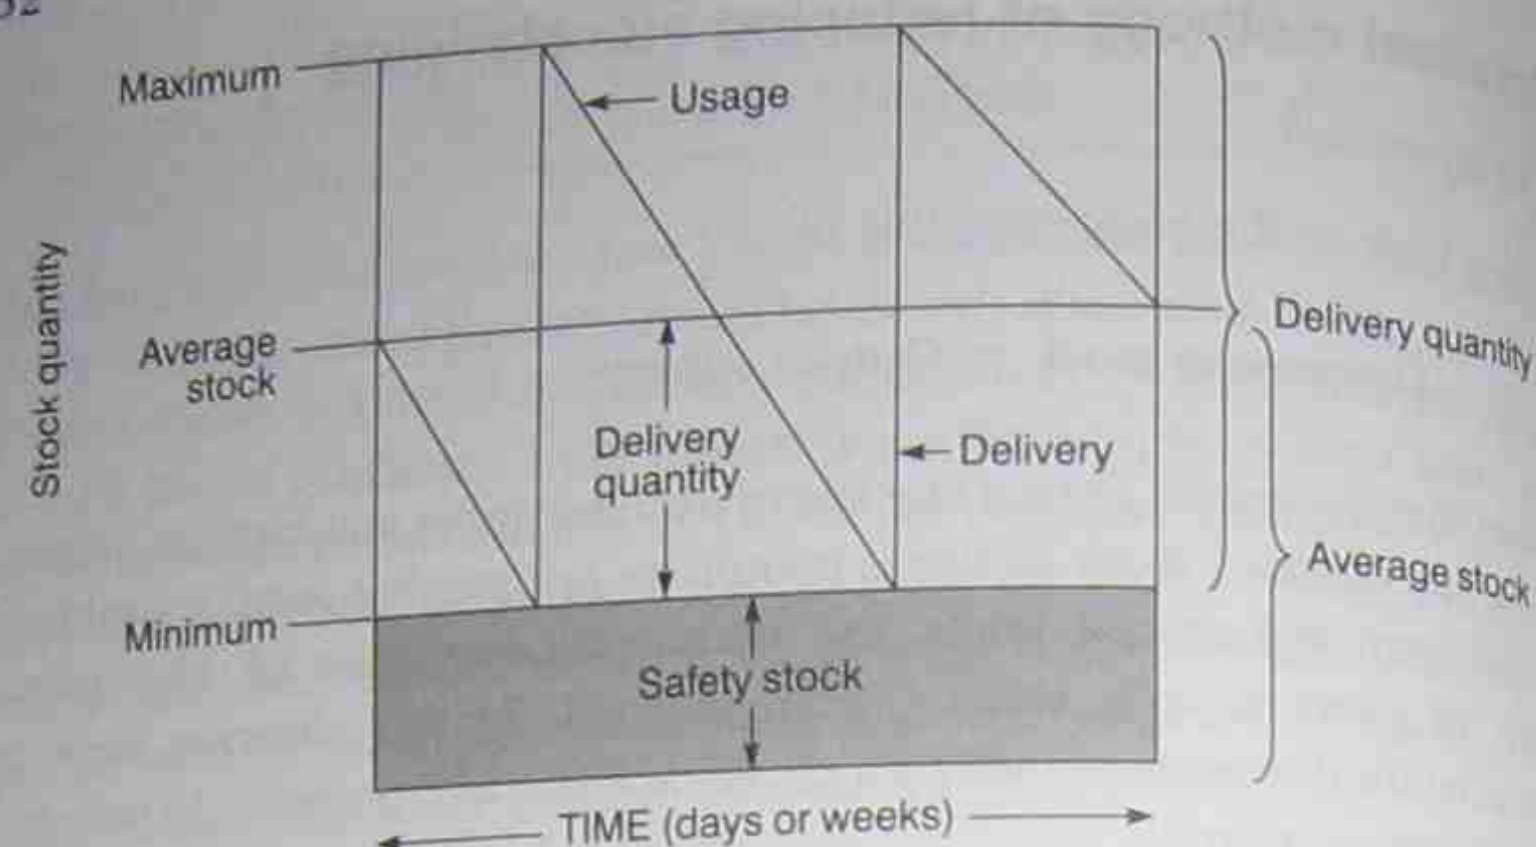 32
Maximum
Usage
Stock quantity
Average
stock
Delivery quantity
Delivery
quantity
Delivery
Average stock
Minimum
Safety stock
TIME (days or weeks)